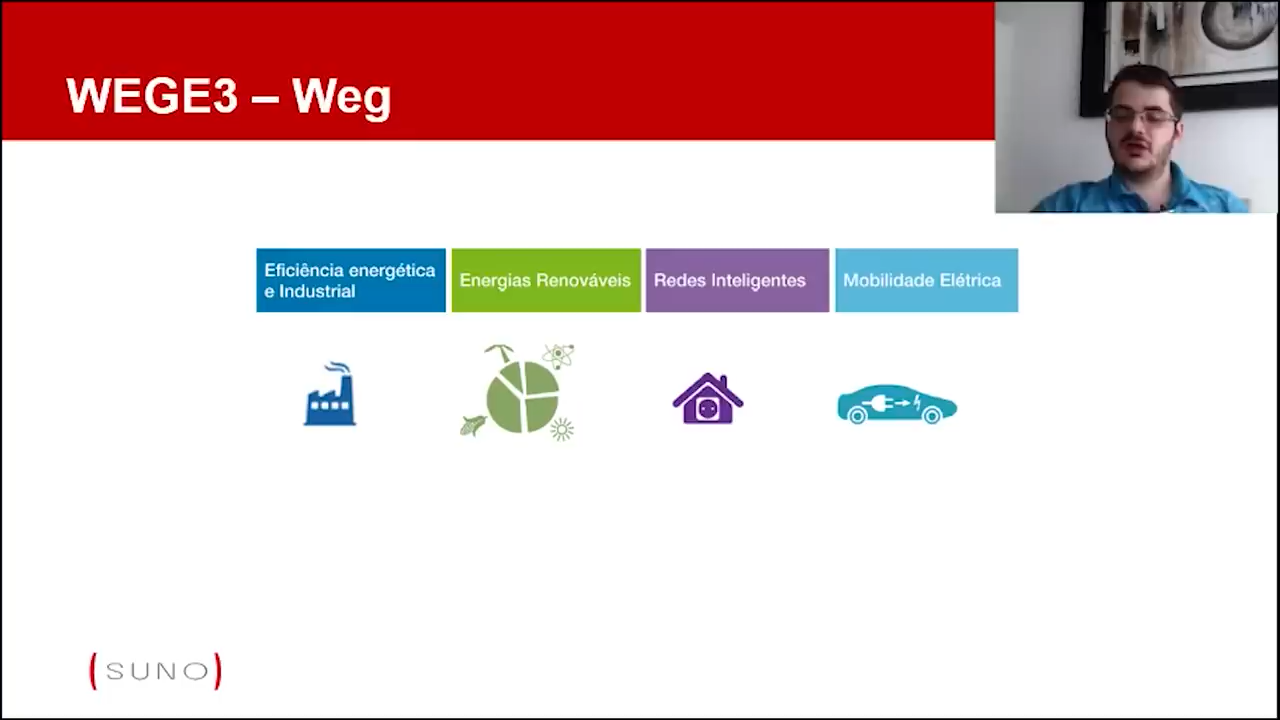 WEGE3 – Weg
Eficiência energética
e Industrial
Energias Renováveis
Redes Inteligentes
Mobilidade Elétrica
(SUNO)